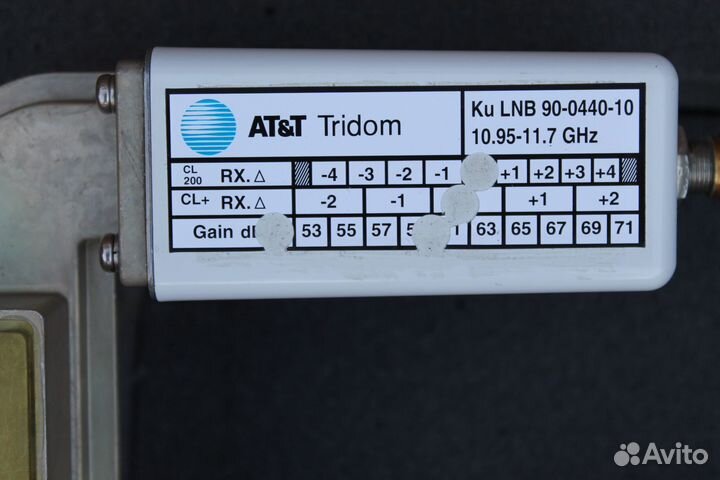 AT&T Tridom
Ku LNB 90-0440-10
10.95-11.7 GHz
CL 200 RX. Δ -4 -3 -2 -1 +1 +2 +3 +4
CL+ RX. Δ -2 -1 +1 +2
Gain 53 55 57 63 65 67 69 71
Avito